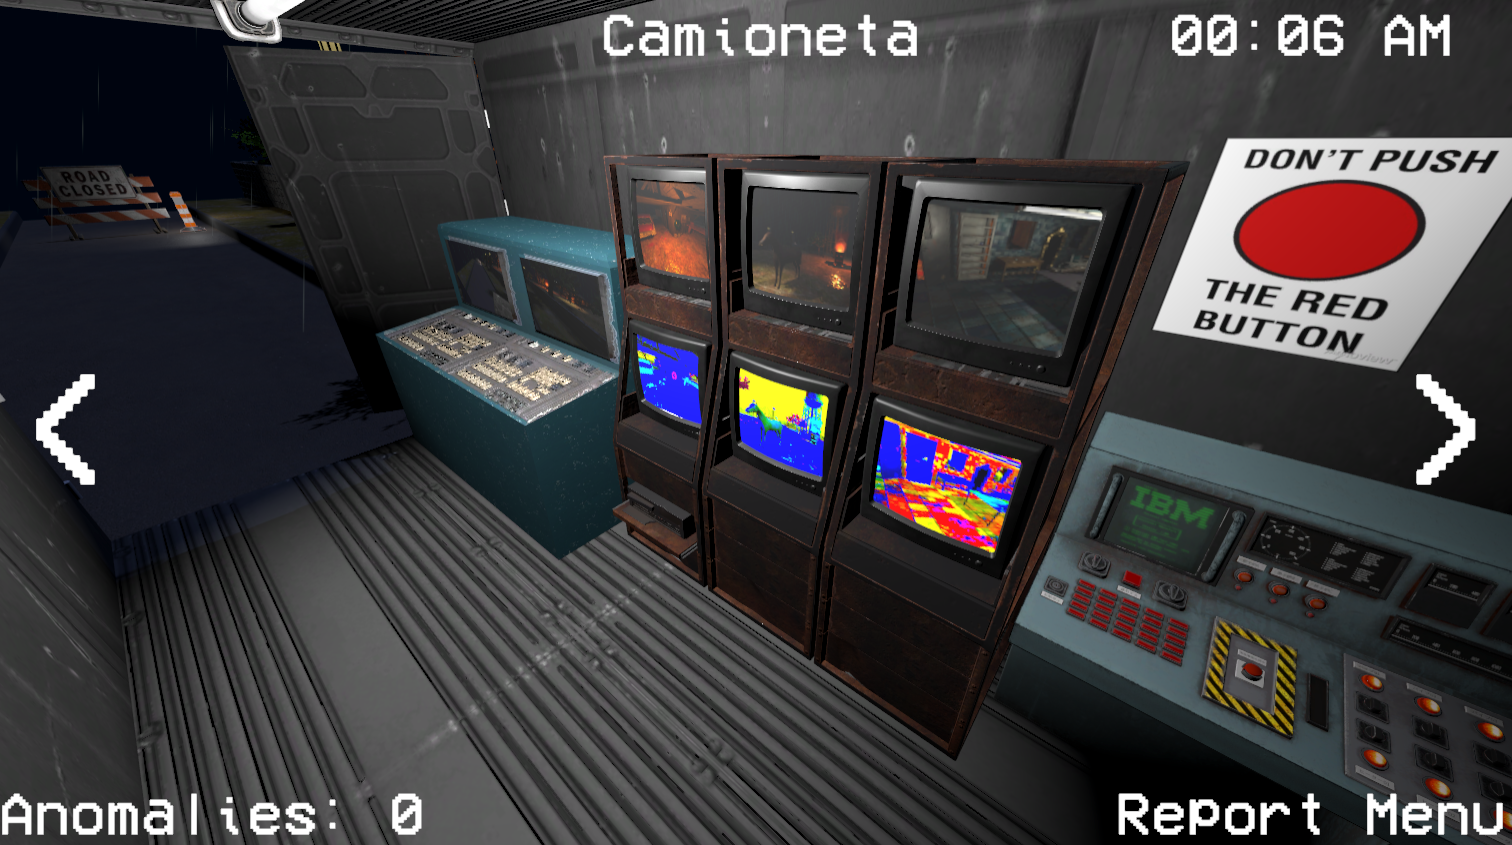 Camioneta
00:06 AM
ROAD
CLOSED
DON'T PUSH
THE RED
BUTTON
IBM
Anomalies: 0
Report Menu